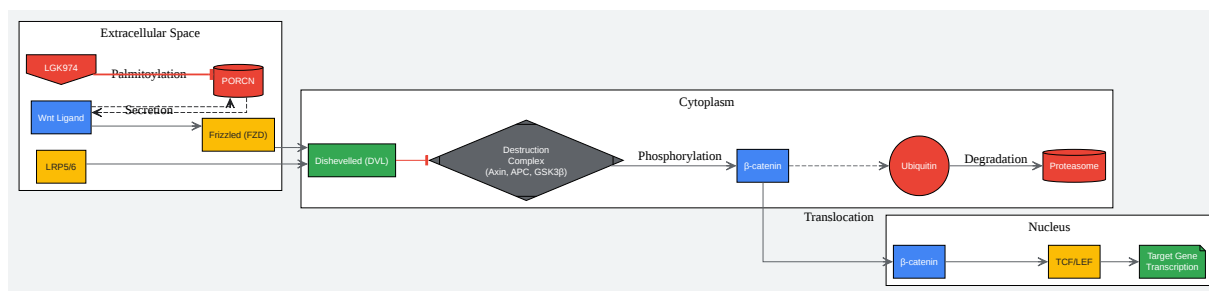 Extracellular Space
LGK974
Palmitoylation
PORCN
Secretion
Wnt Ligand
Frizzled (FZD)
LRP5/6
Cytoplasm
Dishevelled (DVL)
Destruction
Complex
(Axin, APC, GSK3β)
Phosphorylation
β-catenin
Ubiquitin
Degradation
Proteasome
Translocation
Nucleus
β-catenin
TCF/LEF
Target Gene
Transcription